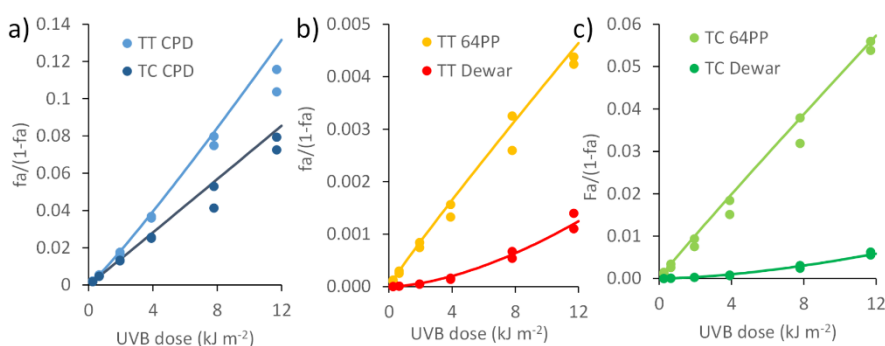 a)
TT CPD
TC CPD
0.14
0.12
0.1
0.08
0.06
0.04
0.02
0
fa/(1-fa)
0 4 8 12
UVB dose (kJ m-2)
b)
TT 64PP
TT Dewar
0.005
0.004
0.003
0.002
0.001
0.000
fa/(1-fa)
0 4 8 12
UVB dose (kJ m-2)
c)
TC 64PP
TC Dewar
0.06
0.05
0.04
0.03
0.02
0.01
0.00
Fa/(1-fa)
0 4 8 12
UVB dose (kJ m-2)